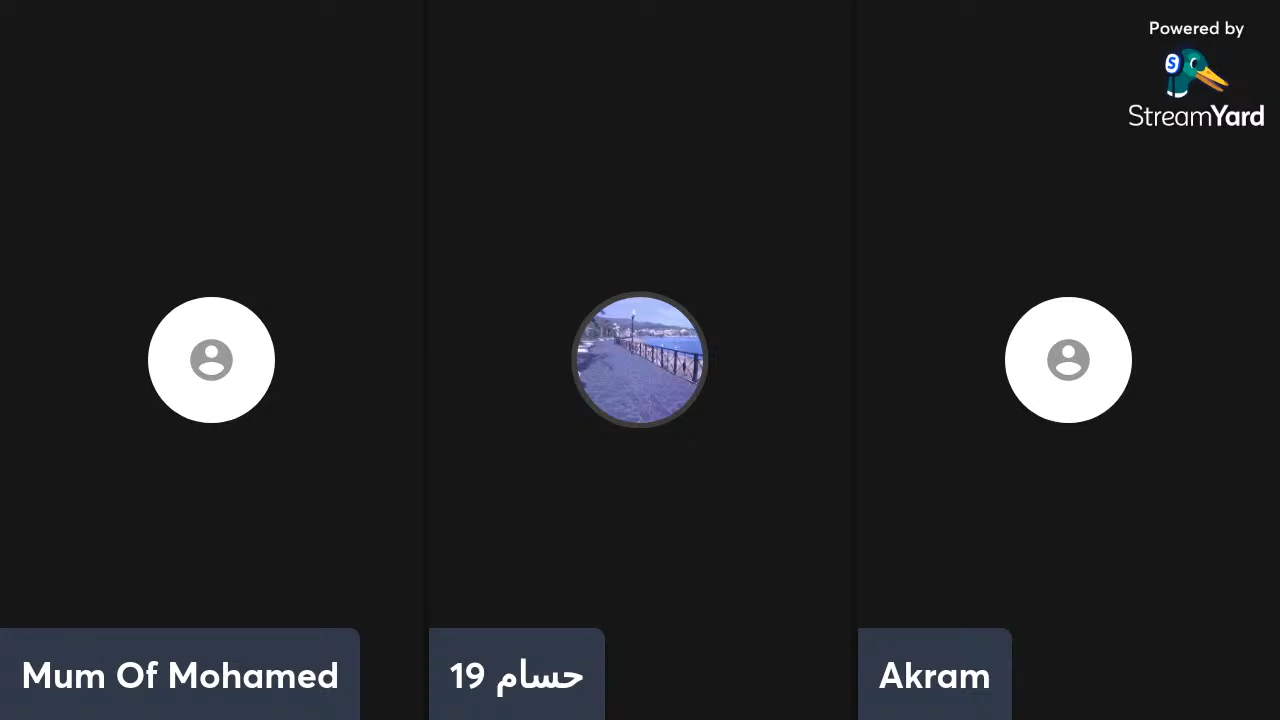 Powered by
S
StreamYard
Mum Of Mohamed
حسام 19
Akram